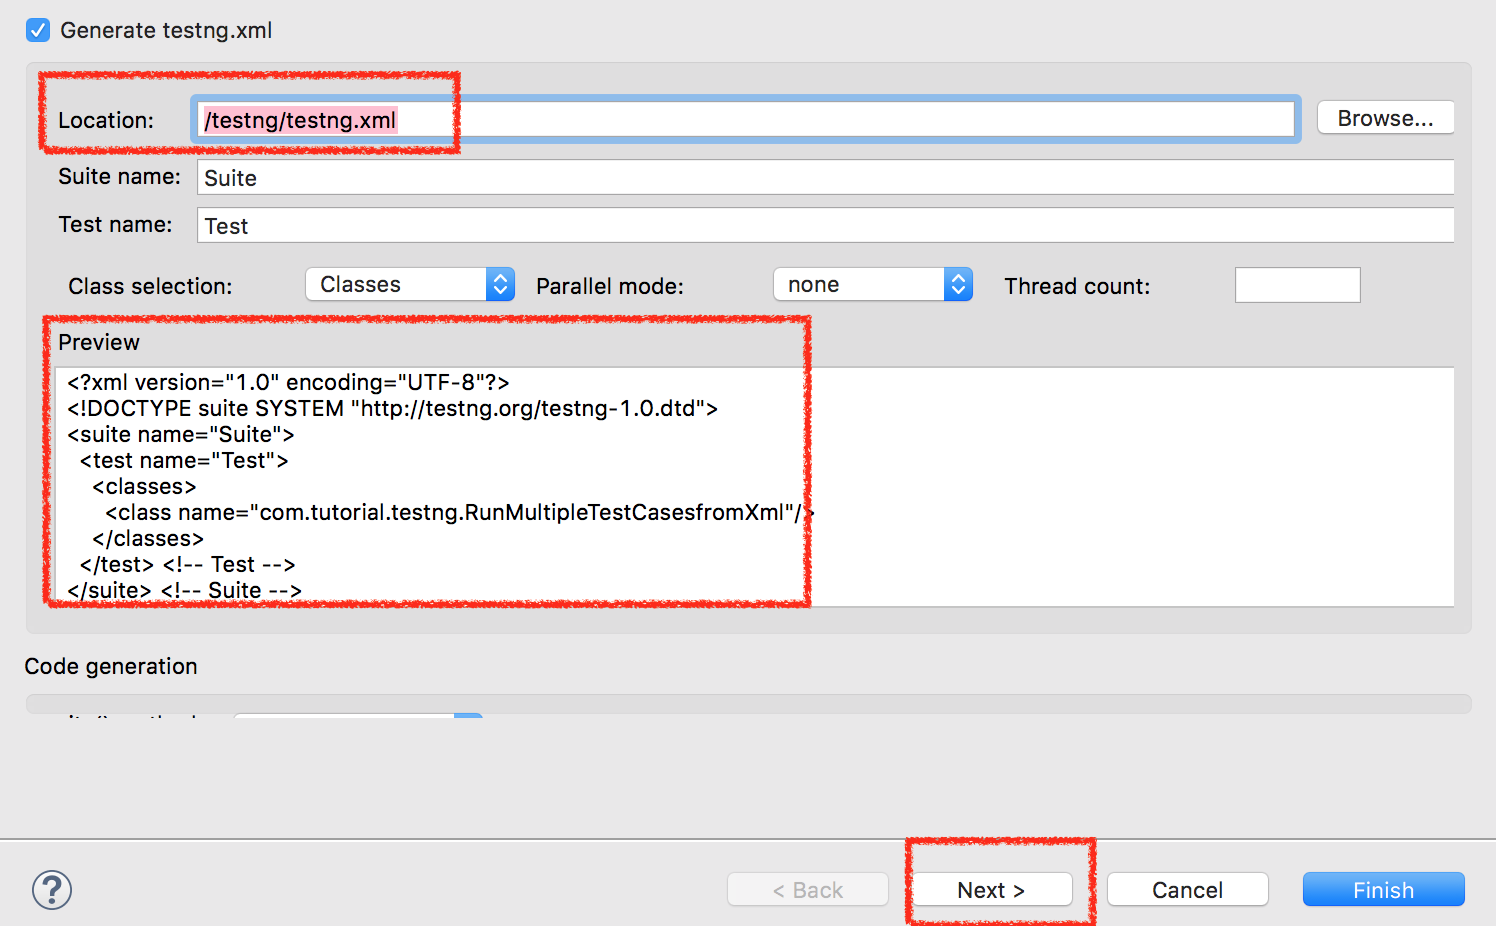 Generate testng.xml
Location: /testng/testng.xml Browse...
Suite name: Suite
Test name: Test
Class selection: Classes Parallel mode: none Thread count:
Preview
<?xml version="1.0" encoding="UTF-8"?>
<!DOCTYPE suite SYSTEM "http://testng.org/testng-1.0.dtd">
<suite name="Suite">
  <test name="Test">
    <classes>
      <class name="com.tutorial.testng.RunMultipleTestCasesfromXml"/>
    </classes>
  </test> <!-- Test -->
</suite> <!-- Suite -->
Code generation
? < Back Next > Cancel Finish